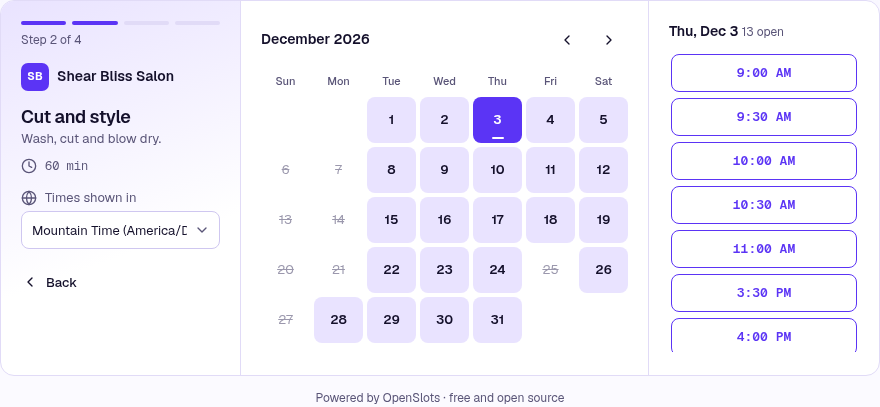 Step 2 of 4
SB Shear Bliss Salon
Cut and style
Wash, cut and blow dry.
60 min
Times shown in
Mountain Time (America/D
Back
December 2026
Sun Mon Tue Wed Thu Fri Sat
1 2 3 4 5
6 7 8 9 10 11 12
13 14 15 16 17 18 19
20 21 22 23 24 25 26
27 28 29 30 31
Thu, Dec 3 13 open
9:00 AM
9:30 AM
10:00 AM
10:30 AM
11:00 AM
3:30 PM
4:00 PM
Powered by OpenSlots · free and open source